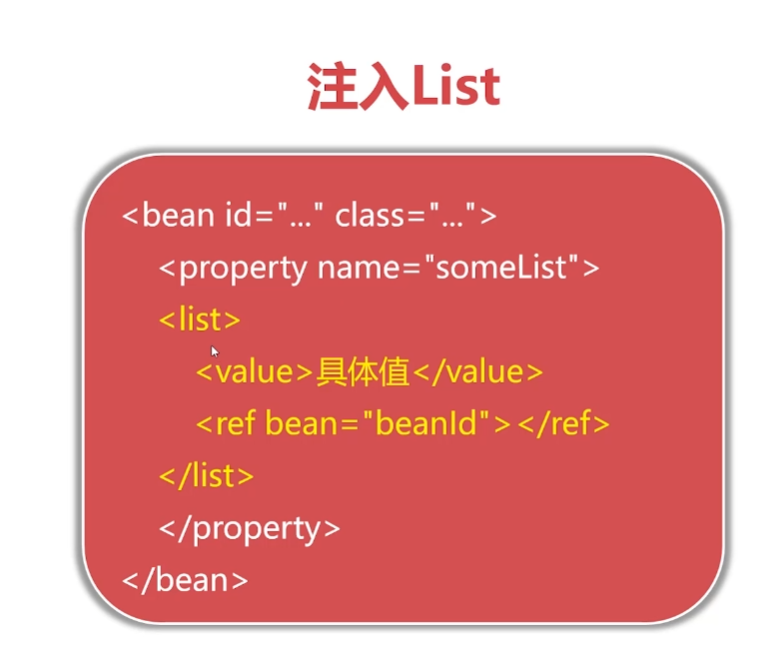 注入List
<bean id="..." class="...">
<property name="someList">
<list>
<value>具体值</value>
<ref bean="beanId"></ref>
</list>
</property>
</bean>